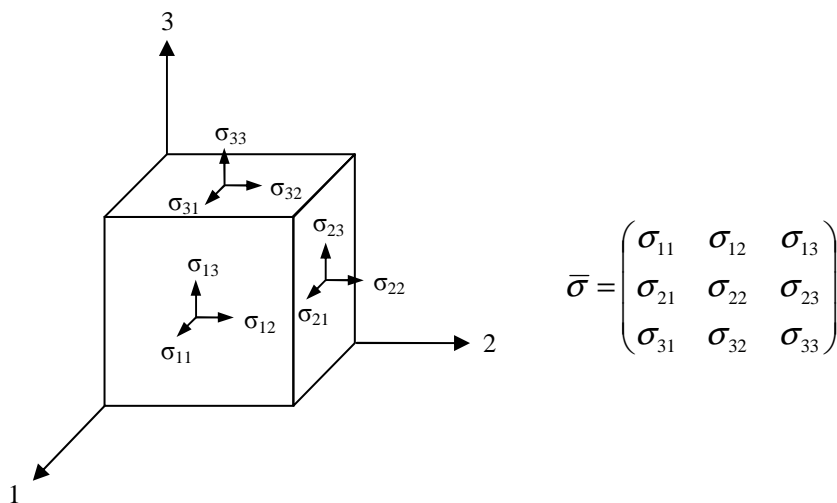 3
σ33
σ32
σ31
σ23
σ22
σ21
σ13
σ12
σ11
2
1
σ̅ = ( σ11 σ12 σ13
σ21 σ22 σ23
σ31 σ32 σ33 )